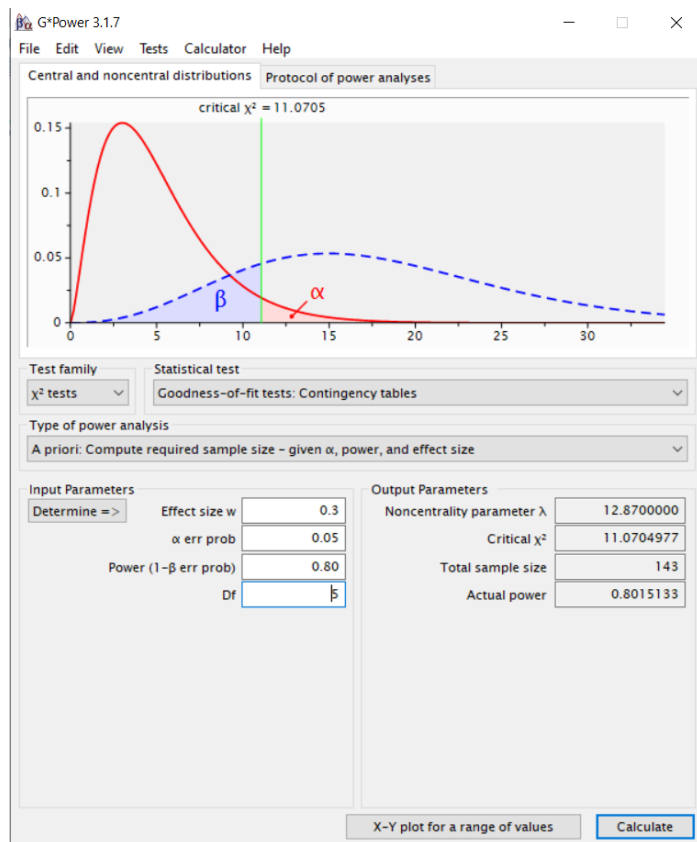 G*Power 3.1.7
File Edit View Tests Calculator Help
Central and noncentral distributions Protocol of power analyses
critical χ² = 11.0705
0.15
0.1
0.05
0
β
α
0 5 10 15 20 25 30
Test family Statistical test
χ² tests Goodness-of-fit tests: Contingency tables
Type of power analysis
A priori: Compute required sample size - given α, power, and effect size
Input Parameters Output Parameters
Determine => Effect size w 0.3 Noncentrality parameter λ 12.8700000
α err prob 0.05 Critical χ² 11.0704977
Power (1-β err prob) 0.80 Total sample size 143
Df 5 Actual power 0.8015133
X-Y plot for a range of values Calculate